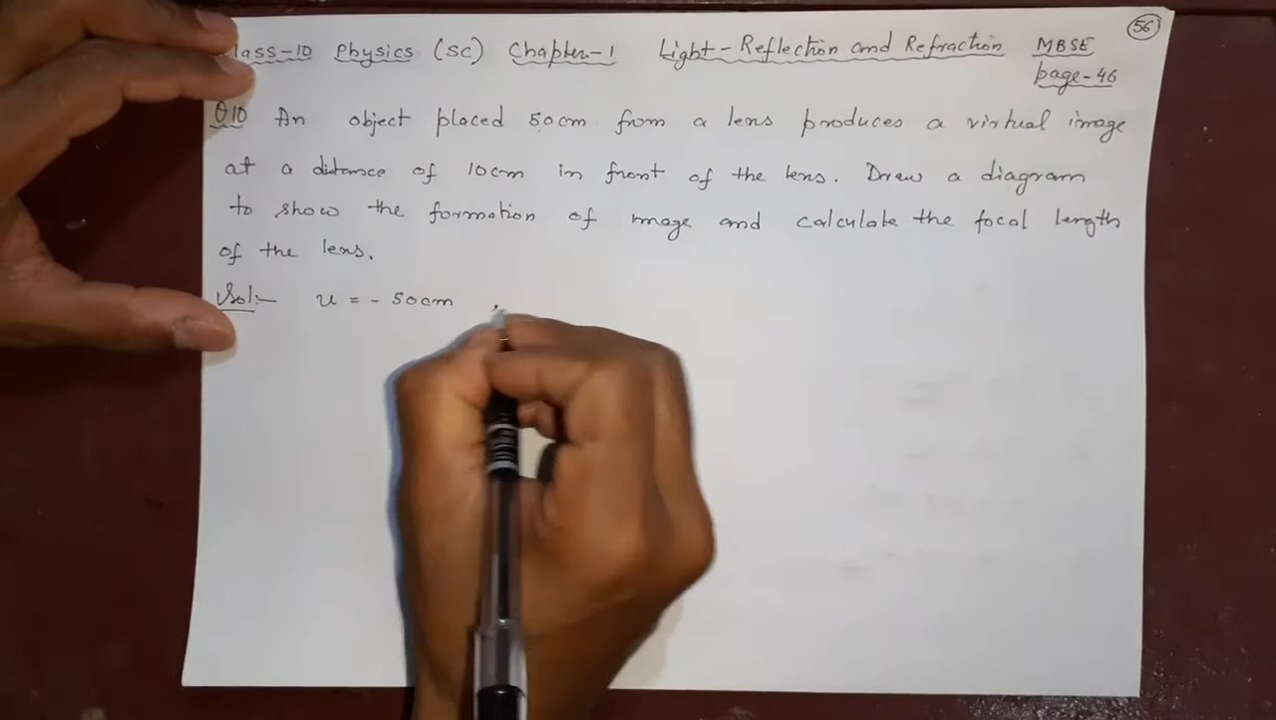 56
lass-10 Physics (SC) Chapter-1 Light-Reflection and Refraction MBSE
page-46
Q10 An object placed 50cm from a lens produces a virtual image
at a distance of 10cm in front of the lens. Draw a diagram
to show the formation of image and calculate the focal length
of the lens.
Sol:- u = - 50cm ,